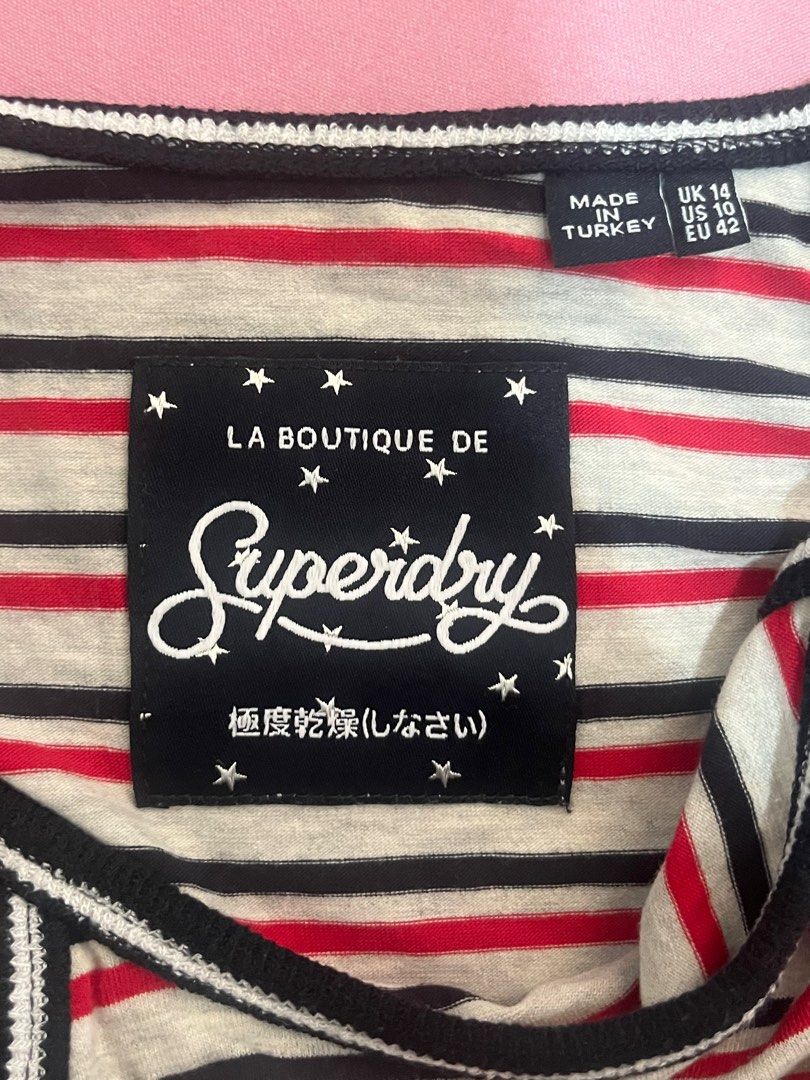 MADE
IN
TURKEY
UK 14
US 10
EU 42
LA BOUTIQUE DE
Superdry
極度乾燥(しなさい)